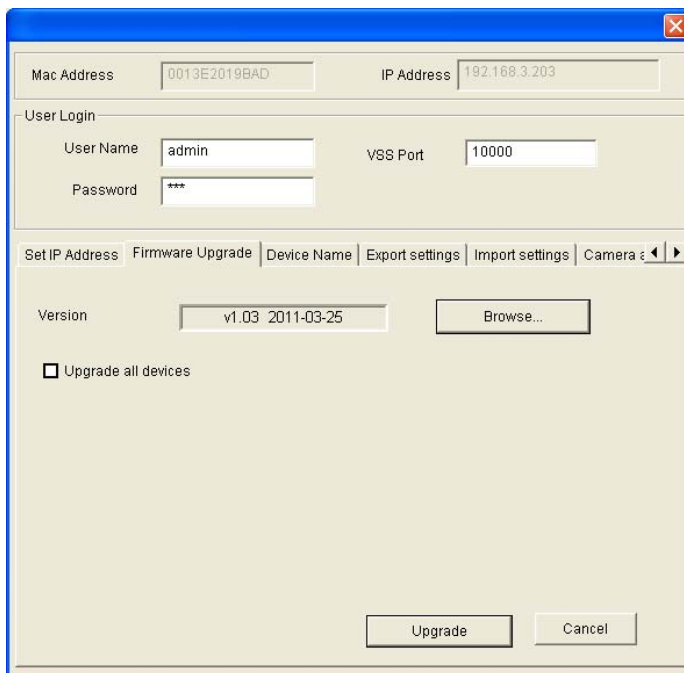 Mac Address 0013E2019BAD IP Address 192.168.3.203
User Login
User Name admin VSS Port 10000
Password ***
Set IP Address Firmware Upgrade Device Name Export settings Import settings Camera
Version v1.03 2011-03-25 Browse...
Upgrade all devices
Upgrade Cancel